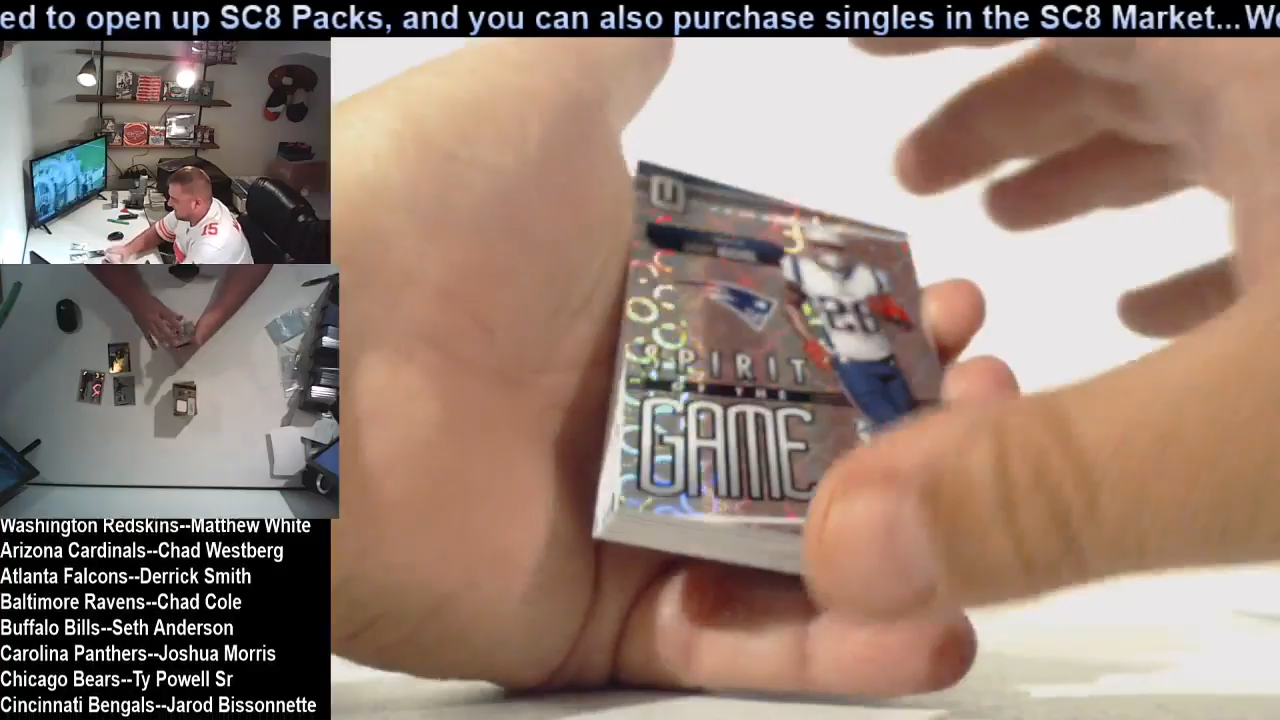 ed to open up SC8 Packs, and you can also purchase singles in the SC8 Market...We
15
U
26
SPIRIT
OF THE
GAME
Washington Redskins--Matthew White
Arizona Cardinals--Chad Westberg
Atlanta Falcons--Derrick Smith
Baltimore Ravens--Chad Cole
Buffalo Bills--Seth Anderson
Carolina Panthers--Joshua Morris
Chicago Bears--Ty Powell Sr
Cincinnati Bengals--Jarod Bissonnette